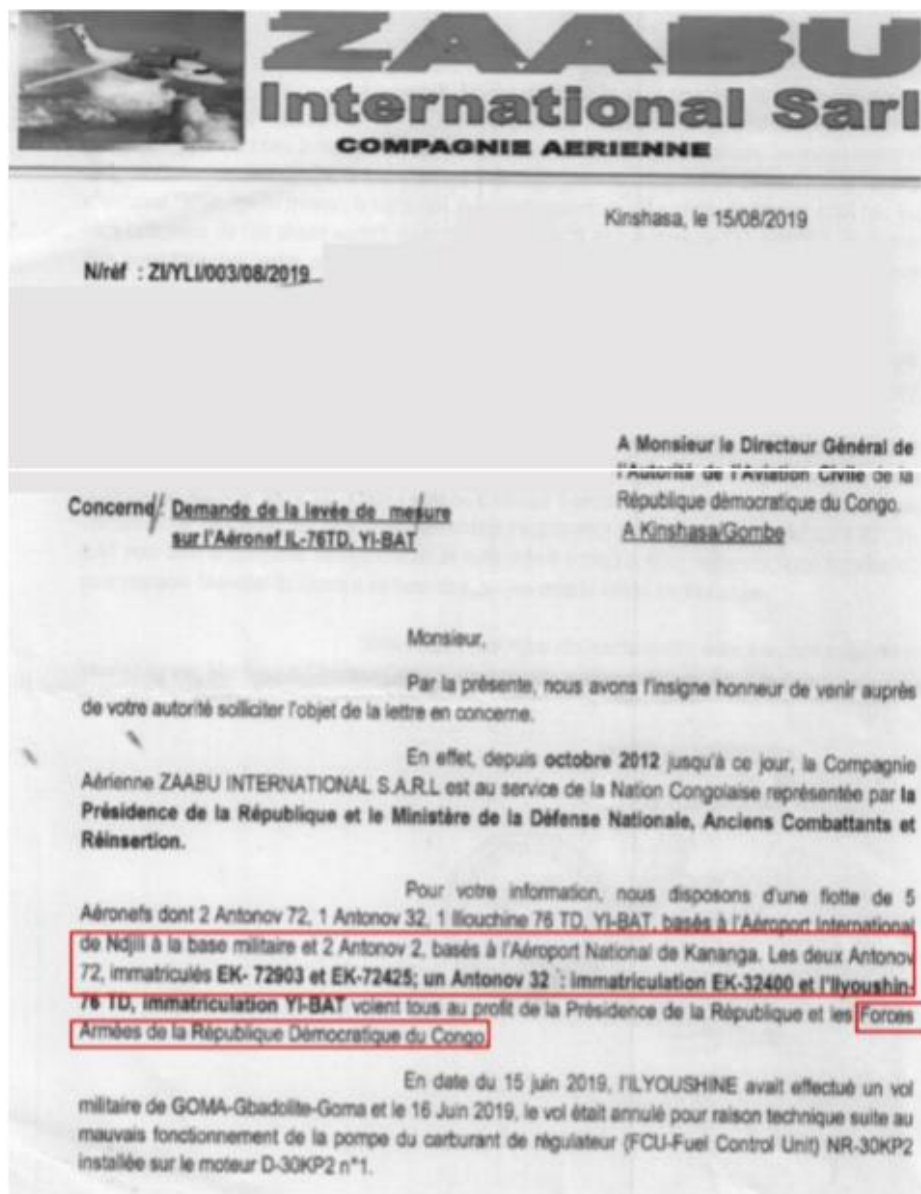 ZAABU
International Sarl
COMPAGNIE AERIENNE
Kinshasa, le 15/08/2019
N/réf : ZI/YLI/003/08/2019
A Monsieur le Directeur Général de
l'Autorité de l'Aviation Civile de la
République démocratique du Congo.
A Kinshasa/Gombe
Concerne : Demande de la levée de mesure
sur l'Aéronef IL-76TD, YI-BAT
Monsieur,
Par la présente, nous avons l'insigne honneur de venir auprès
de votre autorité solliciter l'objet de la lettre en concerne.
En effet, depuis octobre 2012 jusqu'à ce jour, la Compagnie
Aérienne ZAABU INTERNATIONAL S.A.R.L est au service de la Nation Congolaise représentée par la
Présidence de la République et le Ministère de la Défense Nationale, Anciens Combattants et
Réinsertion.
Pour votre information, nous disposons d'une flotte de 5
Aéronefs dont 2 Antonov 72, 1 Antonov 32, 1 Illouchine 76 TD, YI-BAT, basés à l'Aéroport International
de Ndjili à la base militaire et 2 Antonov 2, basés à l'Aéroport National de Kananga. Les deux Antonov
72, immatriculés EK- 72903 et EK-72425; un Antonov 32 : immatriculation EK-32400 et l'Ilyoushin-
76 TD, immatriculation YI-BAT volent tous au profit de la Présidence de la République et les Forces
Armées de la République Démocratique du Congo.
En date du 15 juin 2019, l'ILYOUSHINE avait effectué un vol
militaire de GOMA-Gbadolite-Goma et le 16 Juin 2019, le vol était annulé pour raison technique suite au
mauvais fonctionnement de la pompe du carburant de régulateur (FCU-Fuel Control Unit) NR-30KP2
installée sur le moteur D-30KP2 n°1.